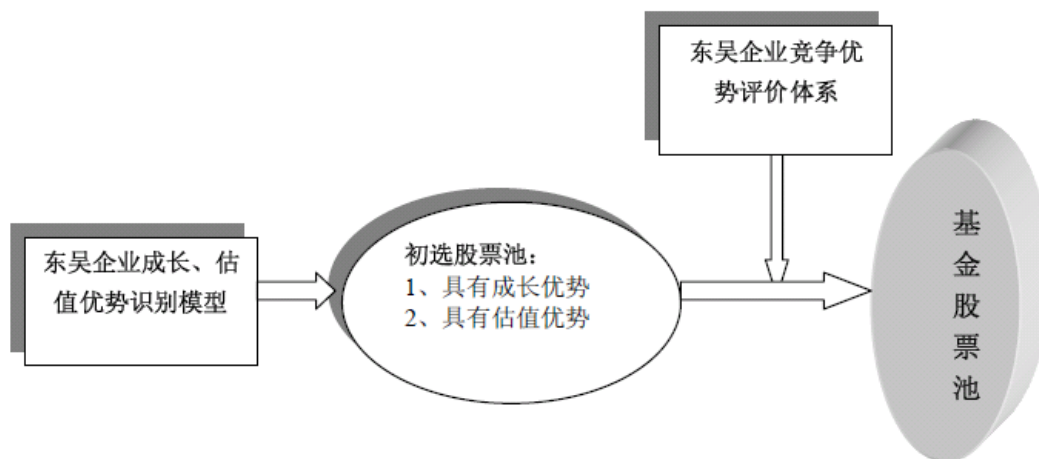 东吴企业竞争优
势评价体系
东吴企业成长、估
值优势识别模型
初选股票池：
1、具有成长优势
2、具有估值优势
基
金
股
票
池